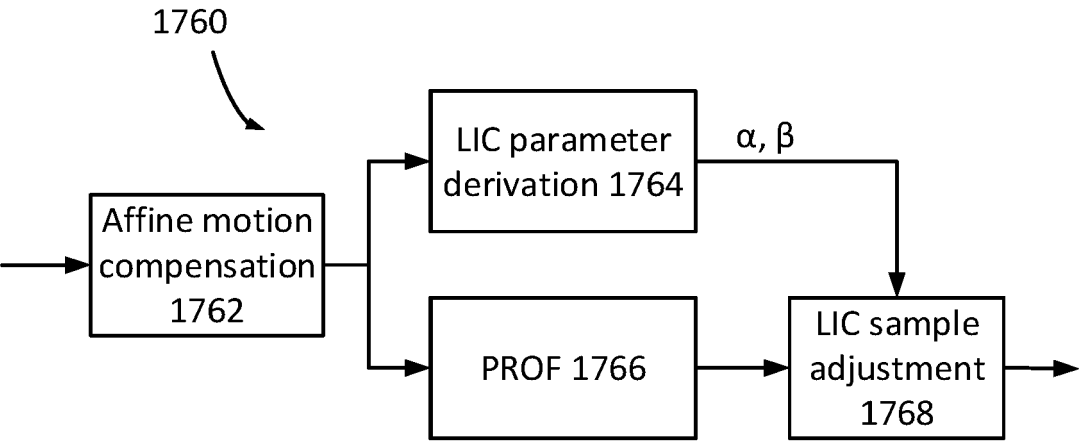 1760
LIC parameter
derivation 1764
α, β
Affine motion
compensation
1762
PROF 1766
LIC sample
adjustment
1768